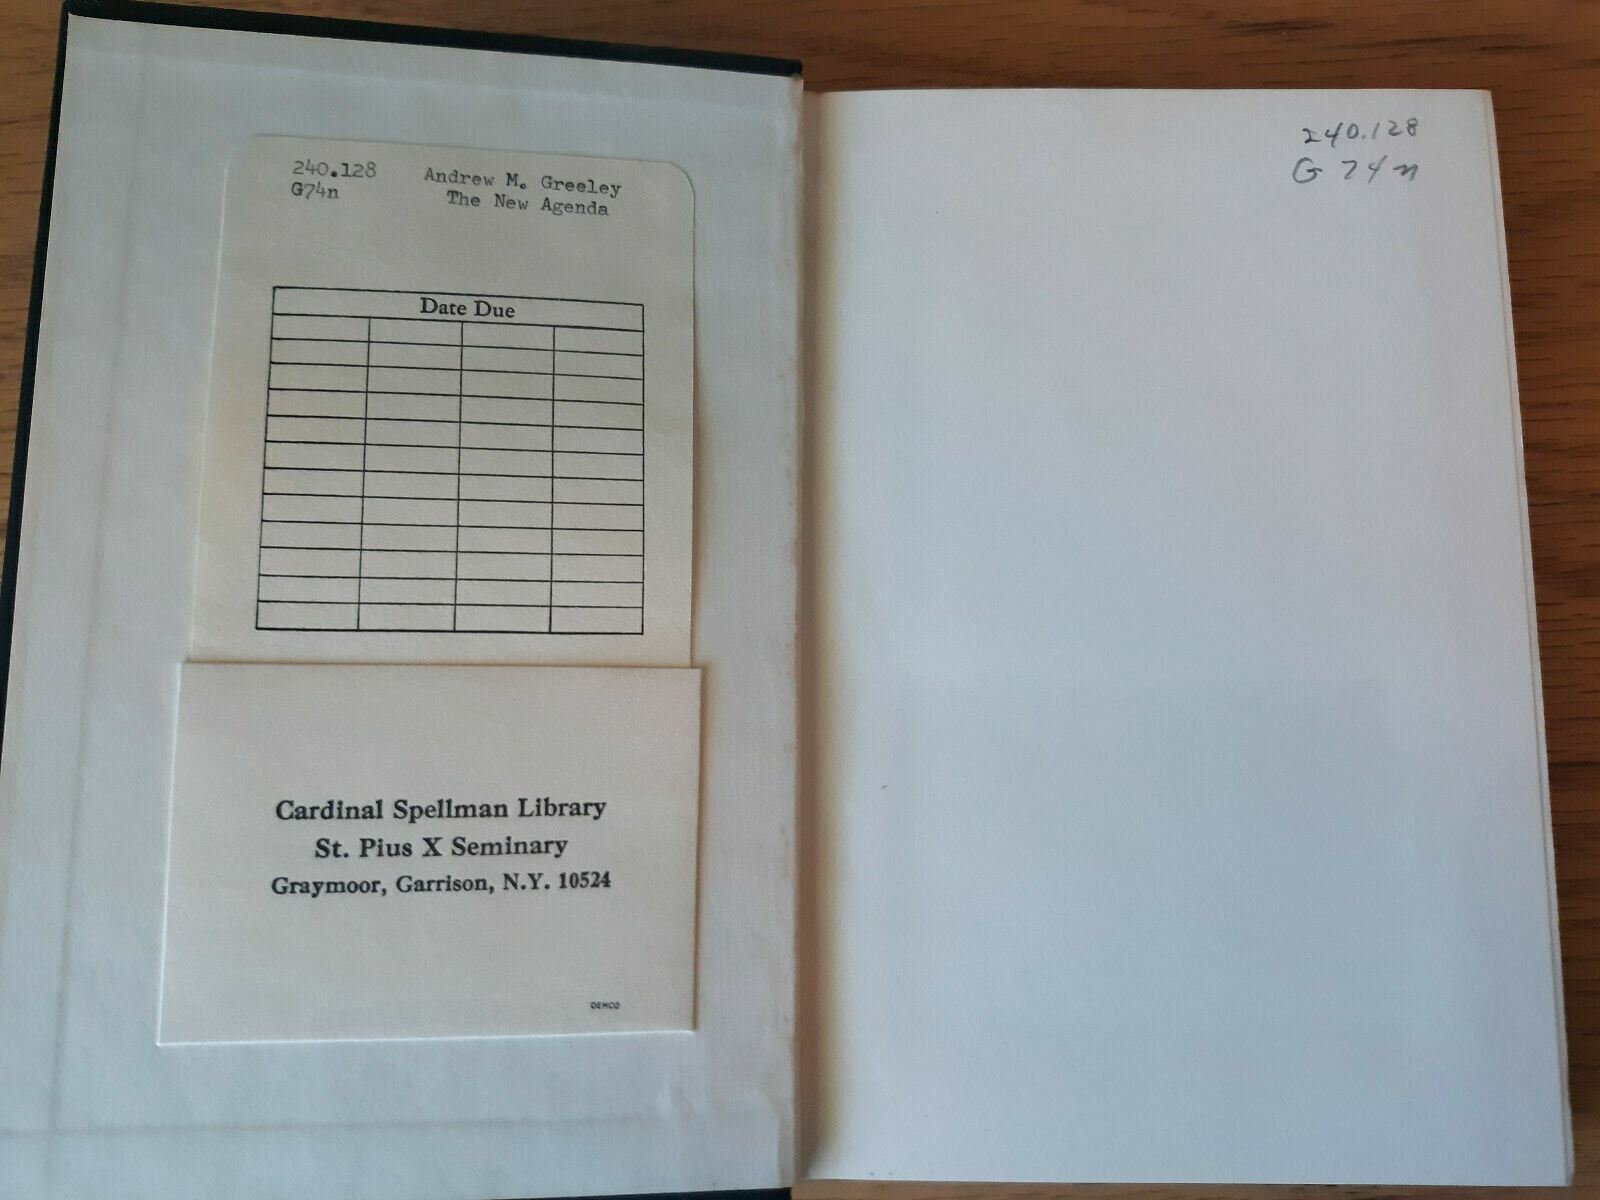 240.128 Andrew M. Greeley
G74n The New Agenda
Date Due
Cardinal Spellman Library
St. Pius X Seminary
Graymoor, Garrison, N.Y. 10524
DEMCO
240.128
G 74n